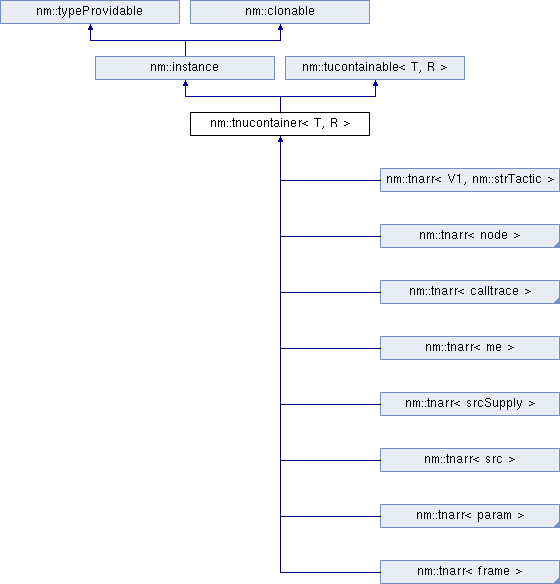 nm::typeProvidable
nm::clonable
nm::instance
nm::tucontainable< T, R >
nm::tnucontainer< T, R >
nm::tnarr< V1, nm::strTactic >
nm::tnarr< node >
nm::tnarr< calltrace >
nm::tnarr< me >
nm::tnarr< srcSupply >
nm::tnarr< src >
nm::tnarr< param >
nm::tnarr< frame >